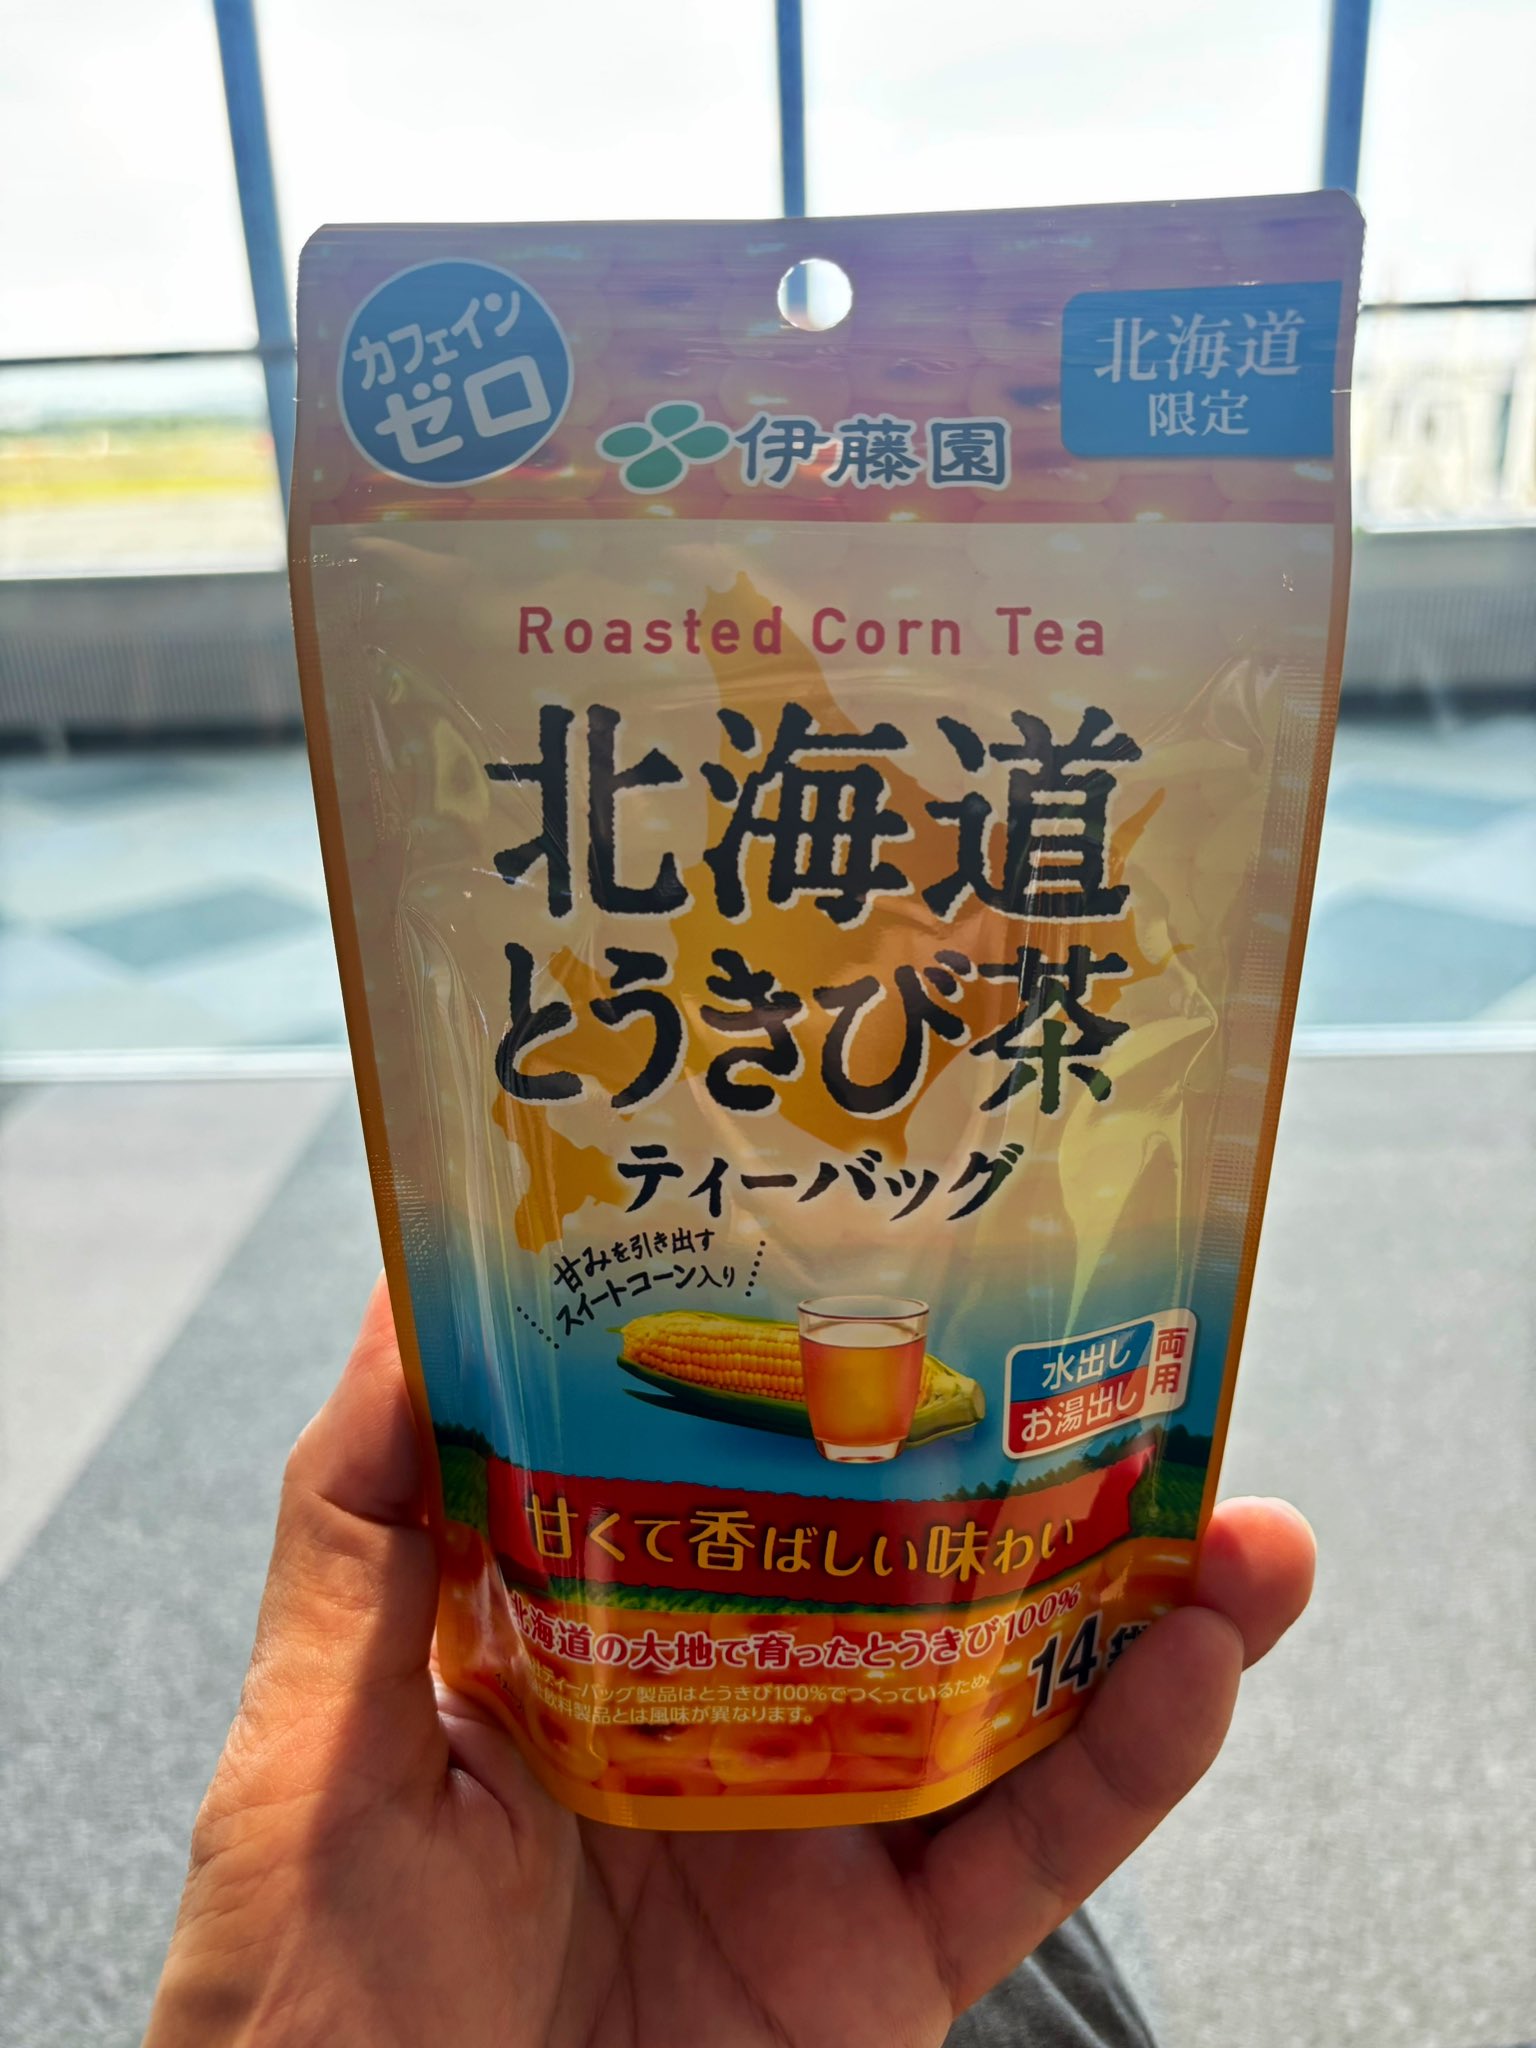 カフェイン
ゼロ
北海道
限定
伊藤園
Roasted Corn Tea
北海道
とうきび茶
ティーバッグ
甘みを引き出す
スイートコーン入り
水出し
お湯出し
両用
甘くて香ばしい味わい
北海道の大地で育ったとうきび100%
ティーバッグ製品はとうきび100%でつくっているため、
飲料製品とは風味が異なります。
14袋